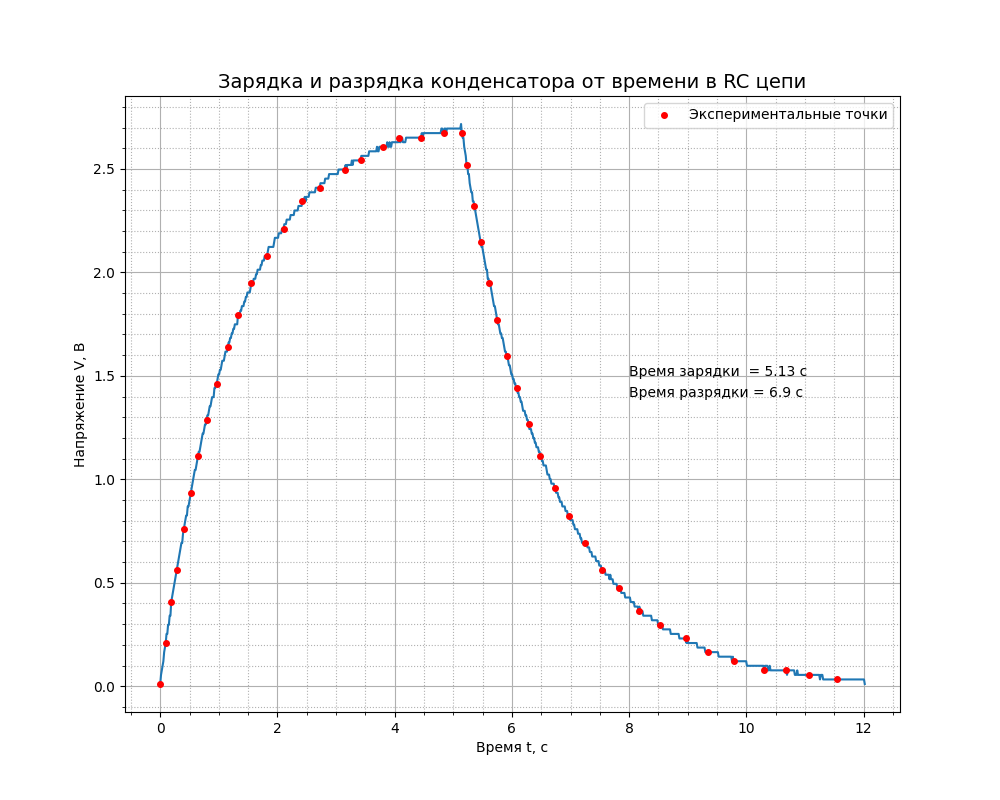 Зарядка и разрядка конденсатора от времени в RC цепи
Экспериментальные точки
2.5
2.0
1.5
1.0
0.5
0.0
Напряжение V, В
Время зарядки  = 5.13 с
Время разрядки = 6.9 с
0 2 4 6 8 10 12
Время t, с